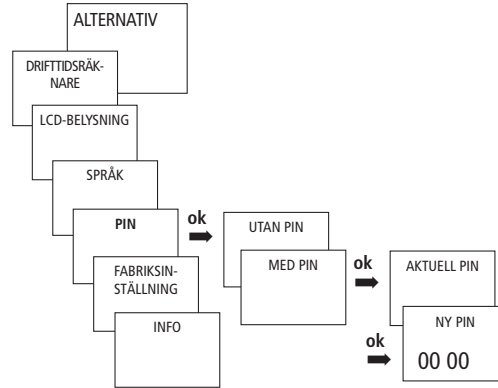 ALTERNATIV
DRIFTTIDSRÄK-
NARE
LCD-BELYSNING
SPRÅK
PIN
ok
UTAN PIN
MED PIN
ok
AKTUELL PIN
FABRIKSIN-
STÄLLNING
INFO
ok
NY PIN
00 00